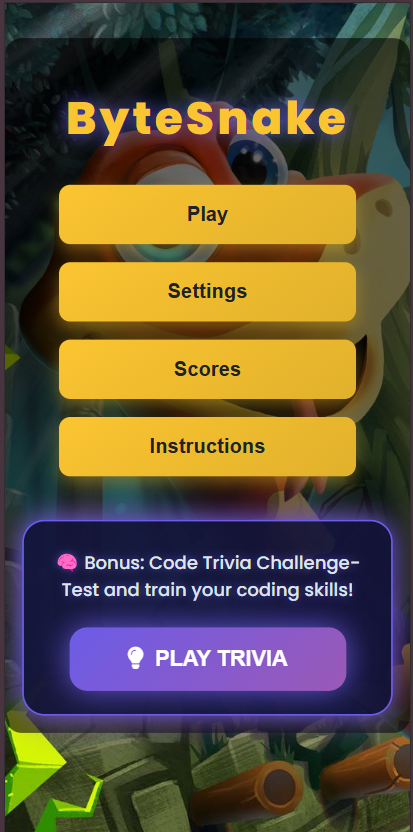 ByteSnake
Play
Settings
Scores
Instructions
🧠 Bonus: Code Trivia Challenge-
Test and train your coding skills!
PLAY TRIVIA